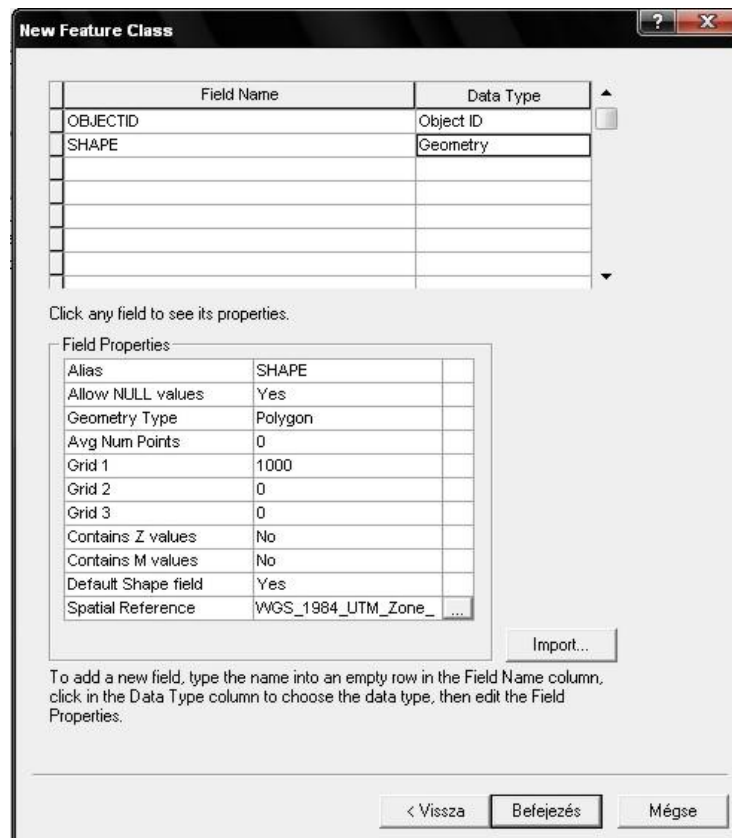 New Feature Class
? X
Field Name Data Type
OBJECTID Object ID
SHAPE Geometry
Click any field to see its properties.
Field Properties
Alias SHAPE
Allow NULL values Yes
Geometry Type Polygon
Avg Num Points 0
Grid 1 1000
Grid 2 0
Grid 3 0
Contains Z values No
Contains M values No
Default Shape field Yes
Spatial Reference WGS_1984_UTM_Zone_ ...
Import...
To add a new field, type the name into an empty row in the Field Name column,
click in the Data Type column to choose the data type, then edit the Field
Properties.
< Vissza Befejezés Mégse